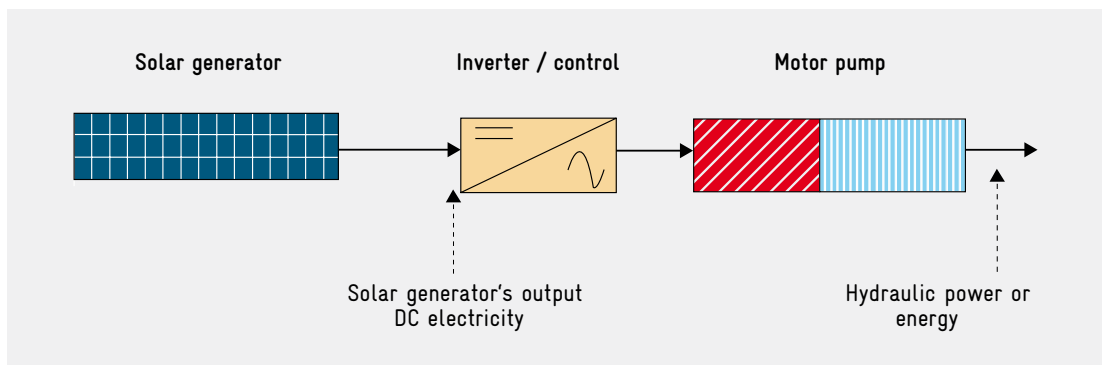 Solar generator
Inverter / control
Motor pump
Solar generator‘s output
DC electricity
Hydraulic power or
energy